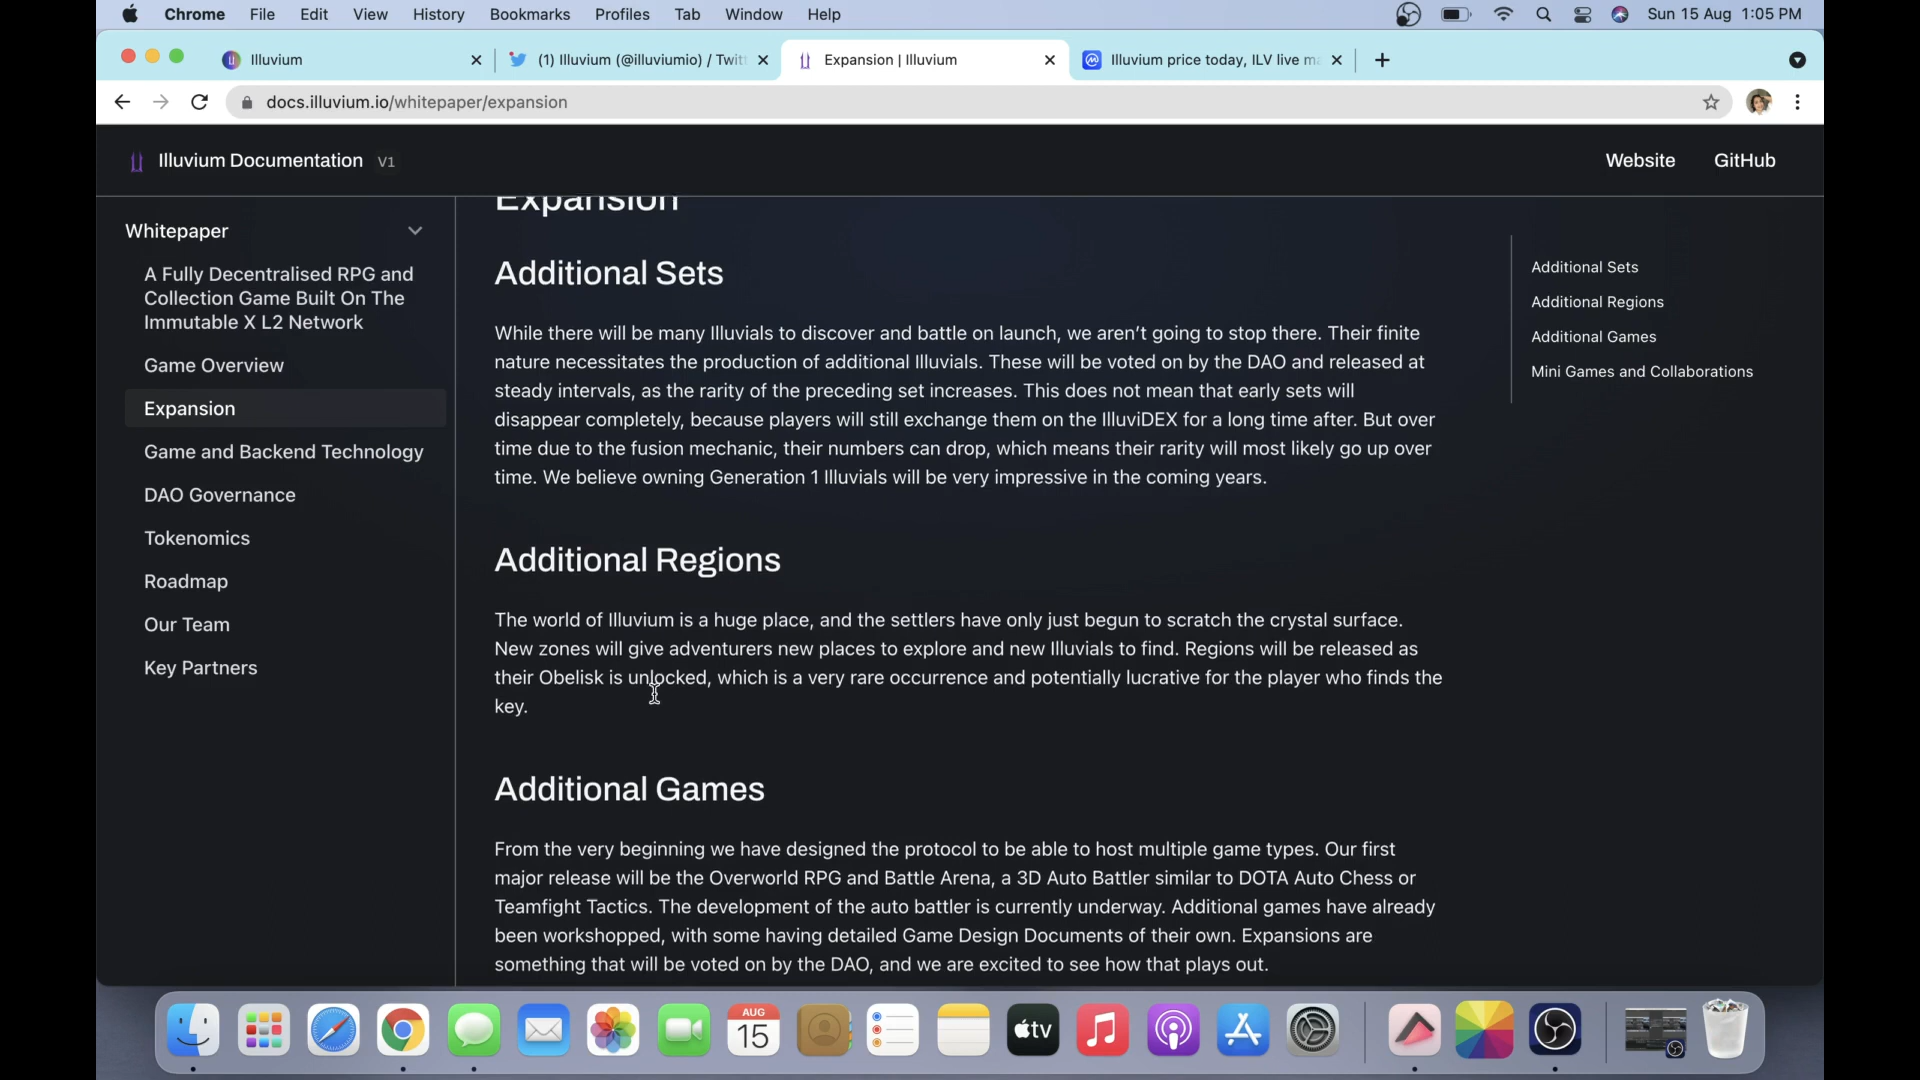 Chrome File Edit View History Bookmarks Profiles Tab Window Help Sun 15 Aug 1:05 PM
Illuvium (1) Illuvium (@illuviumio) / Twitt Expansion | Illuvium Illuvium price today, ILV live ma
docs.illuvium.io/whitepaper/expansion
Illuvium Documentation V1 Website GitHub
Whitepaper
A Fully Decentralised RPG and
Collection Game Built On The
Immutable X L2 Network
Game Overview
Expansion
Game and Backend Technology
DAO Governance
Tokenomics
Roadmap
Our Team
Key Partners
Expansion
Additional Sets
While there will be many Illuvials to discover and battle on launch, we aren’t going to stop there. Their finite
nature necessitates the production of additional Illuvials. These will be voted on by the DAO and released at
steady intervals, as the rarity of the preceding set increases. This does not mean that early sets will
disappear completely, because players will still exchange them on the IlluviDEX for a long time after. But over
time due to the fusion mechanic, their numbers can drop, which means their rarity will most likely go up over
time. We believe owning Generation 1 Illuvials will be very impressive in the coming years.
Additional Regions
The world of Illuvium is a huge place, and the settlers have only just begun to scratch the crystal surface.
New zones will give adventurers new places to explore and new Illuvials to find. Regions will be released as
their Obelisk is unlocked, which is a very rare occurrence and potentially lucrative for the player who finds the
key.
Additional Games
From the very beginning we have designed the protocol to be able to host multiple game types. Our first
major release will be the Overworld RPG and Battle Arena, a 3D Auto Battler similar to DOTA Auto Chess or
Teamfight Tactics. The development of the auto battler is currently underway. Additional games have already
been workshopped, with some having detailed Game Design Documents of their own. Expansions are
something that will be voted on by the DAO, and we are excited to see how that plays out.
Additional Sets
Additional Regions
Additional Games
Mini Games and Collaborations
AUG
15
tv